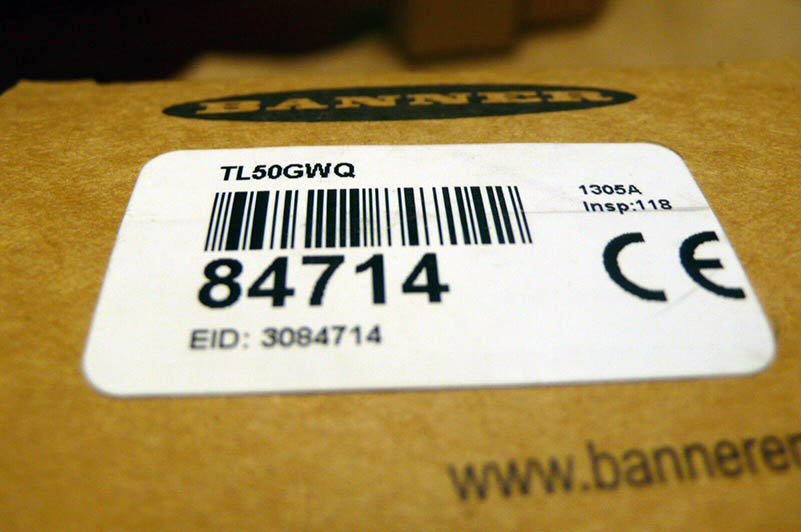 BANNER
TL50GWQ
1305A
Insp:118
84714
CE
EID: 3084714
www.banneren